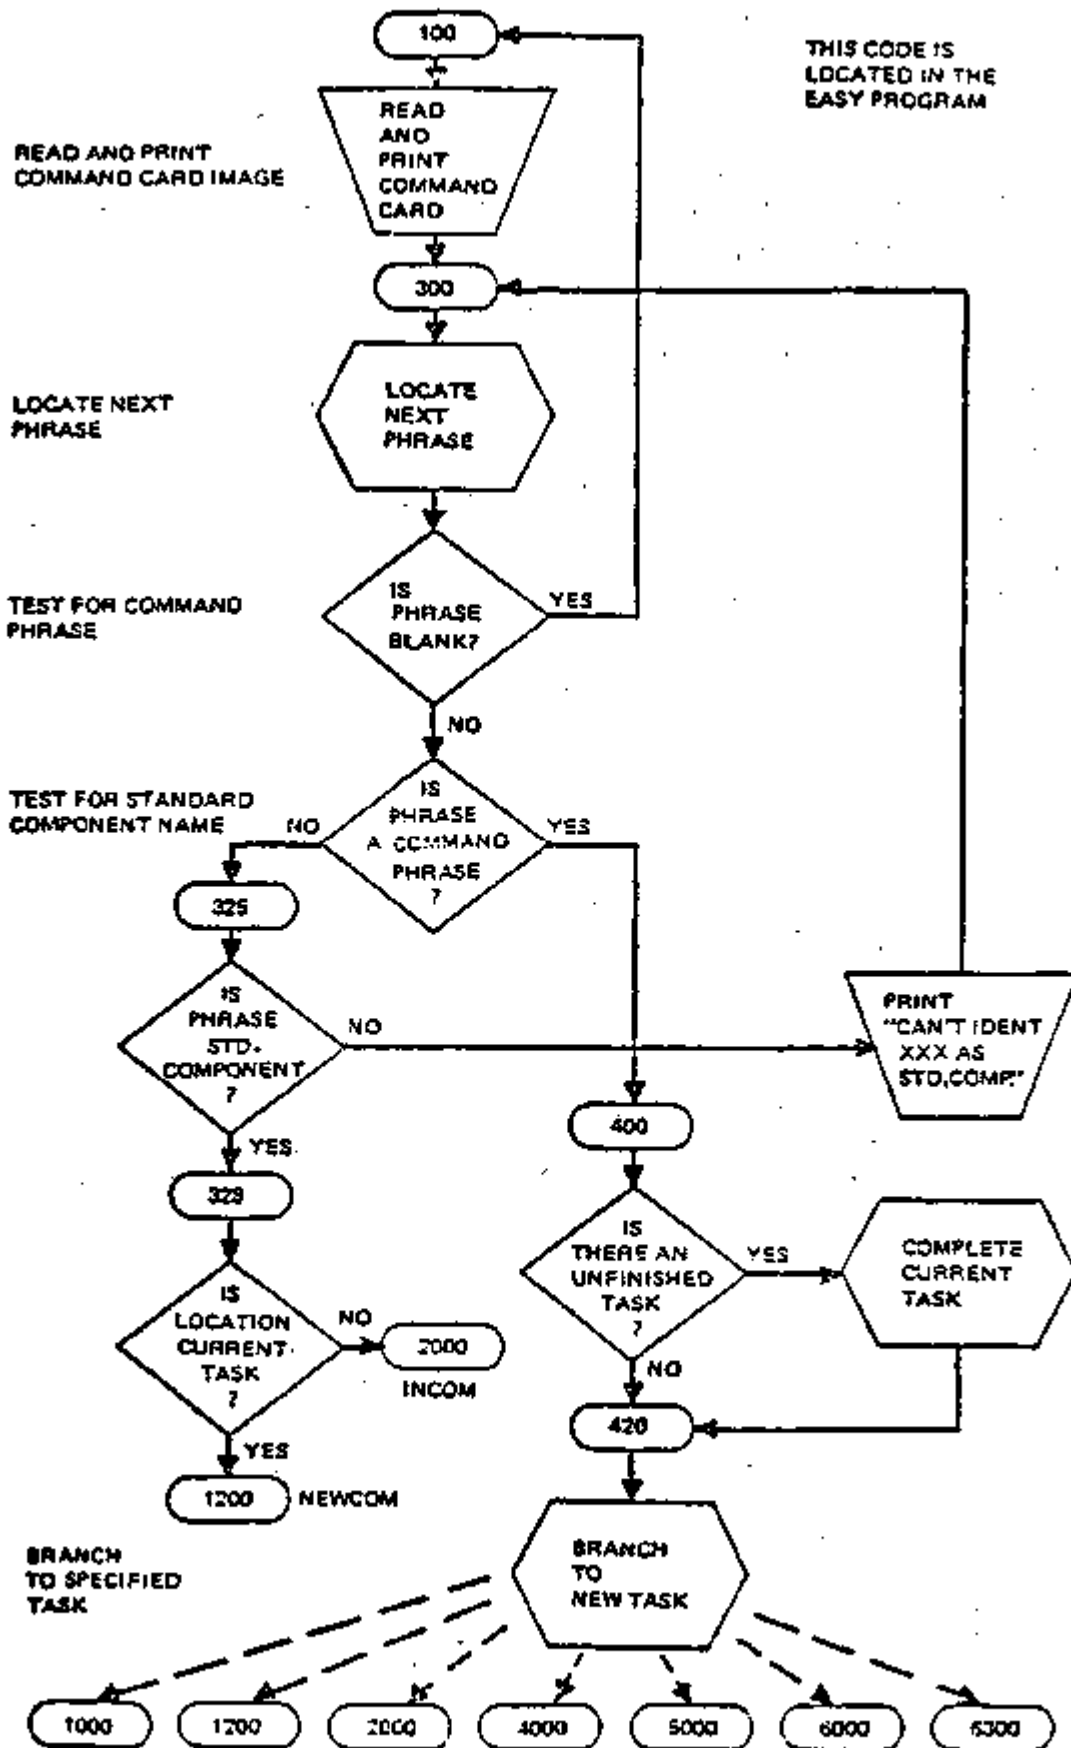 100
THIS CODE IS
LOCATED IN THE
EASY PROGRAM
READ AND PRINT
COMMAND CARD IMAGE
READ
AND
PRINT
COMMAND
CARD
300
LOCATE NEXT
PHRASE
LOCATE
NEXT
PHRASE
TEST FOR COMMAND
PHRASE
IS
PHRASE
BLANK?
YES
NO
TEST FOR STANDARD
COMPONENT NAME
NO
IS
PHRASE
A COMMAND
PHRASE
?
YES
325
IS
PHRASE
STD.
COMPONENT
?
NO
PRINT
"CAN'T IDENT
XXX AS
STD.COMP."
YES
400
329
IS
THERE AN
UNFINISHED
TASK
?
YES
COMPLETE
CURRENT
TASK
IS
LOCATION
CURRENT
TASK
?
NO
2000
INCOM
NO
420
YES
1200
NEWCOM
BRANCH
TO SPECIFIED
TASK
BRANCH
TO
NEW TASK
1000
1200
2000
4000
5000
6000